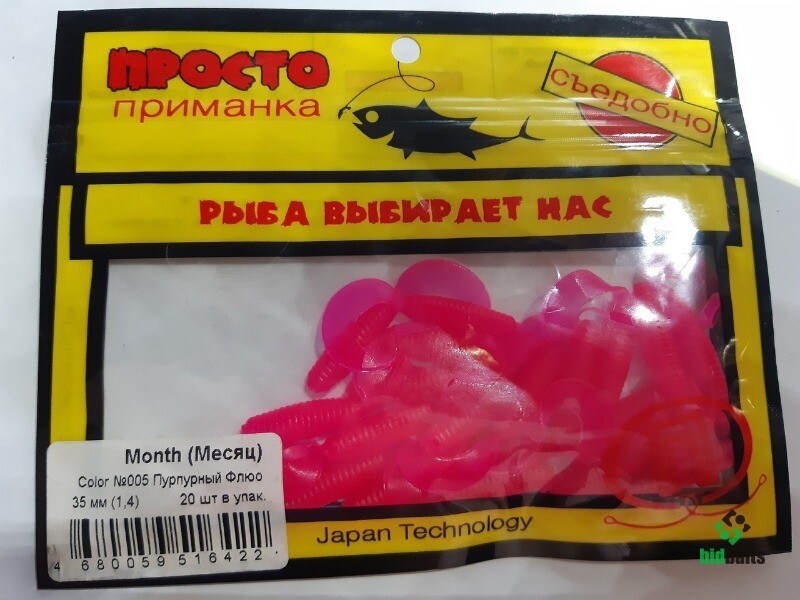 ПРОСТО
приманка
съедобно
РЫБА ВЫБИРАЕТ НАС
Month (Месяц)
Color №005 Пурпурный Флюо
35 мм (1,4) 20 шт в упак.
4 680059 516422
Japan Technology
bidbaits